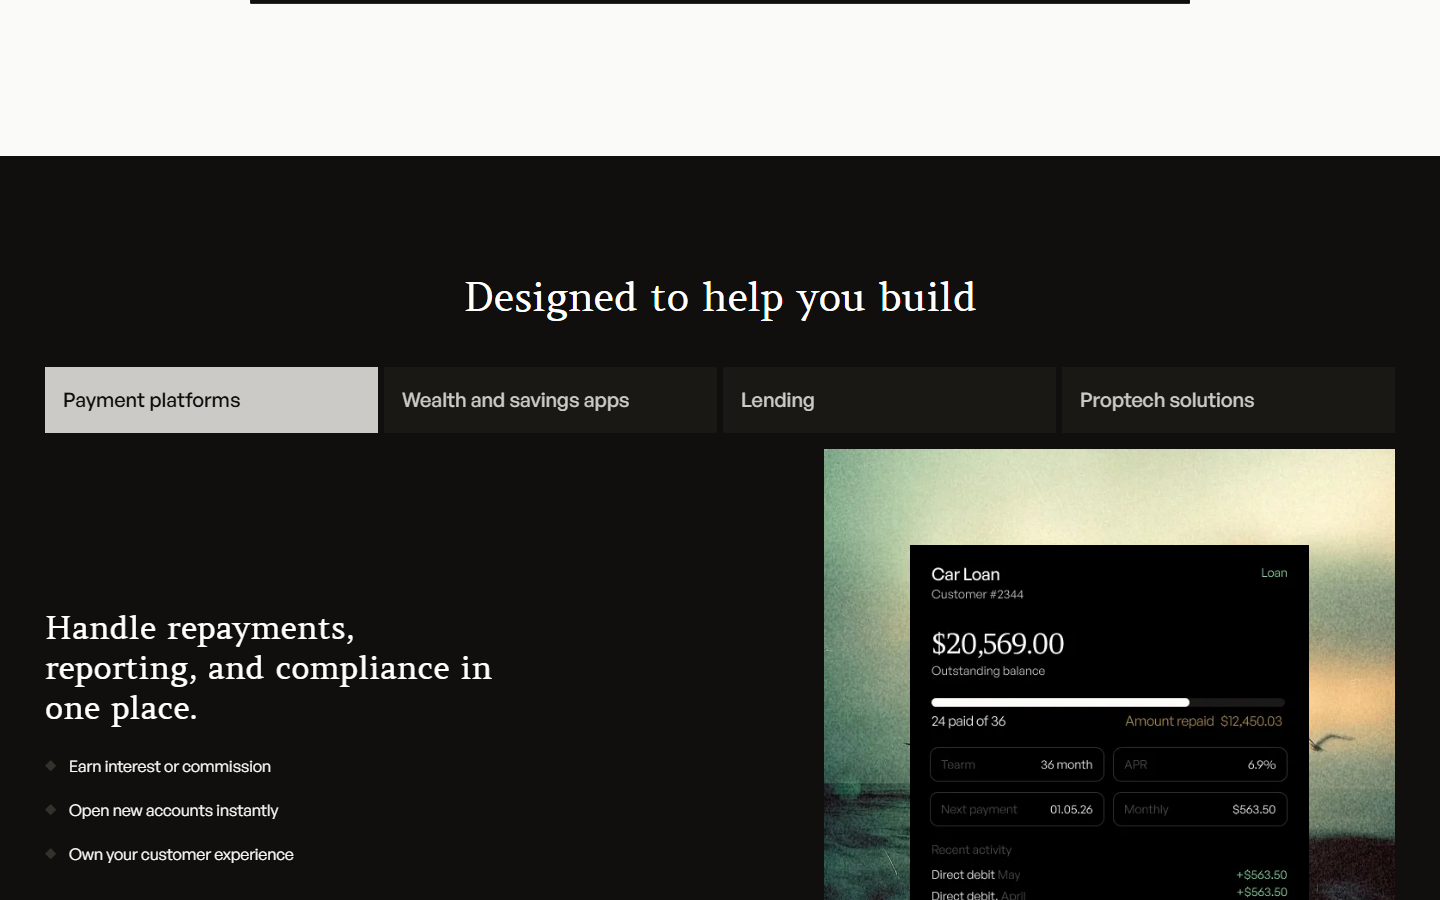 Designed to help you build
Payment platforms
Wealth and savings apps
Lending
Proptech solutions
Handle repayments,
reporting, and compliance in
one place.
Earn interest or commission
Open new accounts instantly
Own your customer experience
Car Loan
Loan
Customer #2344
$20,569.00
Outstanding balance
24 paid of 36
Amount repaid $12,450.03
Tearm 36 month
APR 6.9%
Next payment 01.05.26
Monthly $563.50
Recent activity
Direct debit May +$563.50
Direct debit, April +$563.50